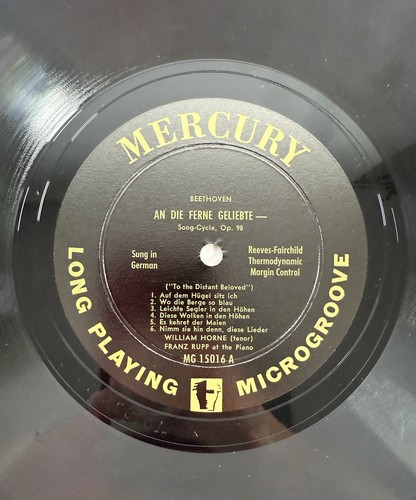 MERCURY
BEETHOVEN
AN DIE FERNE GELIEBTE—
Song-Cycle, Op. 98
Sung in
German
Reeves-Fairchild
Thermodynamic
Margin Control
("To the Distant Beloved")
1. Auf dem Hügel sitz ich
2. Wo die Berge so blau
3. Leichte Segler in den Höhen
4. Diese Wolken in den Höhen
5. Es kehret der Maien
6. Nimm sie hin denn, diese Lieder
WILLIAM HORNE (tenor)
FRANZ RUPP at the Piano
MG 15016 A
LONG PLAYING MICROGROOVE